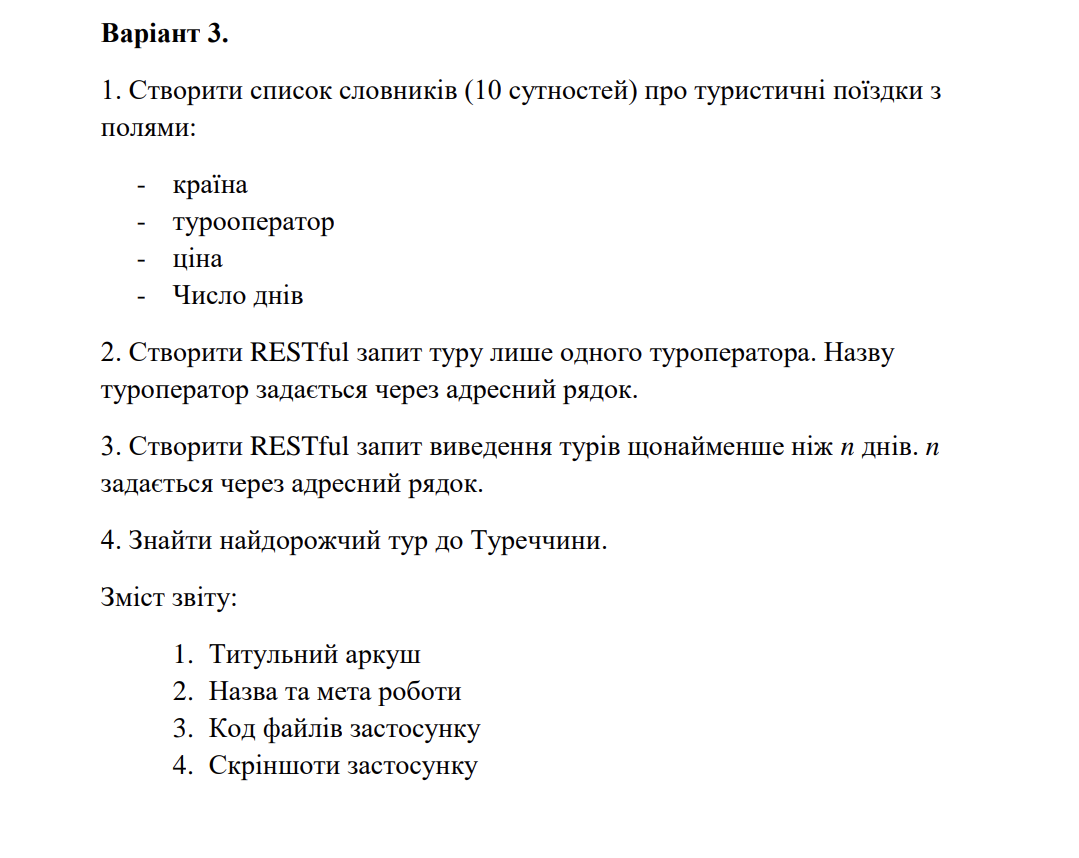 Варіант 3.
1. Створити список словників (10 сутностей) про туристичні поїздки з
полями:
- країна
- турооператор
- ціна
- Число днів
2. Створити RESTful запит туру лише одного туроператора. Назву
туроператор задається через адресний рядок.
3. Створити RESTful запит виведення турів щонайменше ніж n днів. n
задається через адресний рядок.
4. Знайти найдорожчий тур до Туреччини.
Зміст звіту:
1. Титульний аркуш
2. Назва та мета роботи
3. Код файлів застосунку
4. Скріншоти застосунку